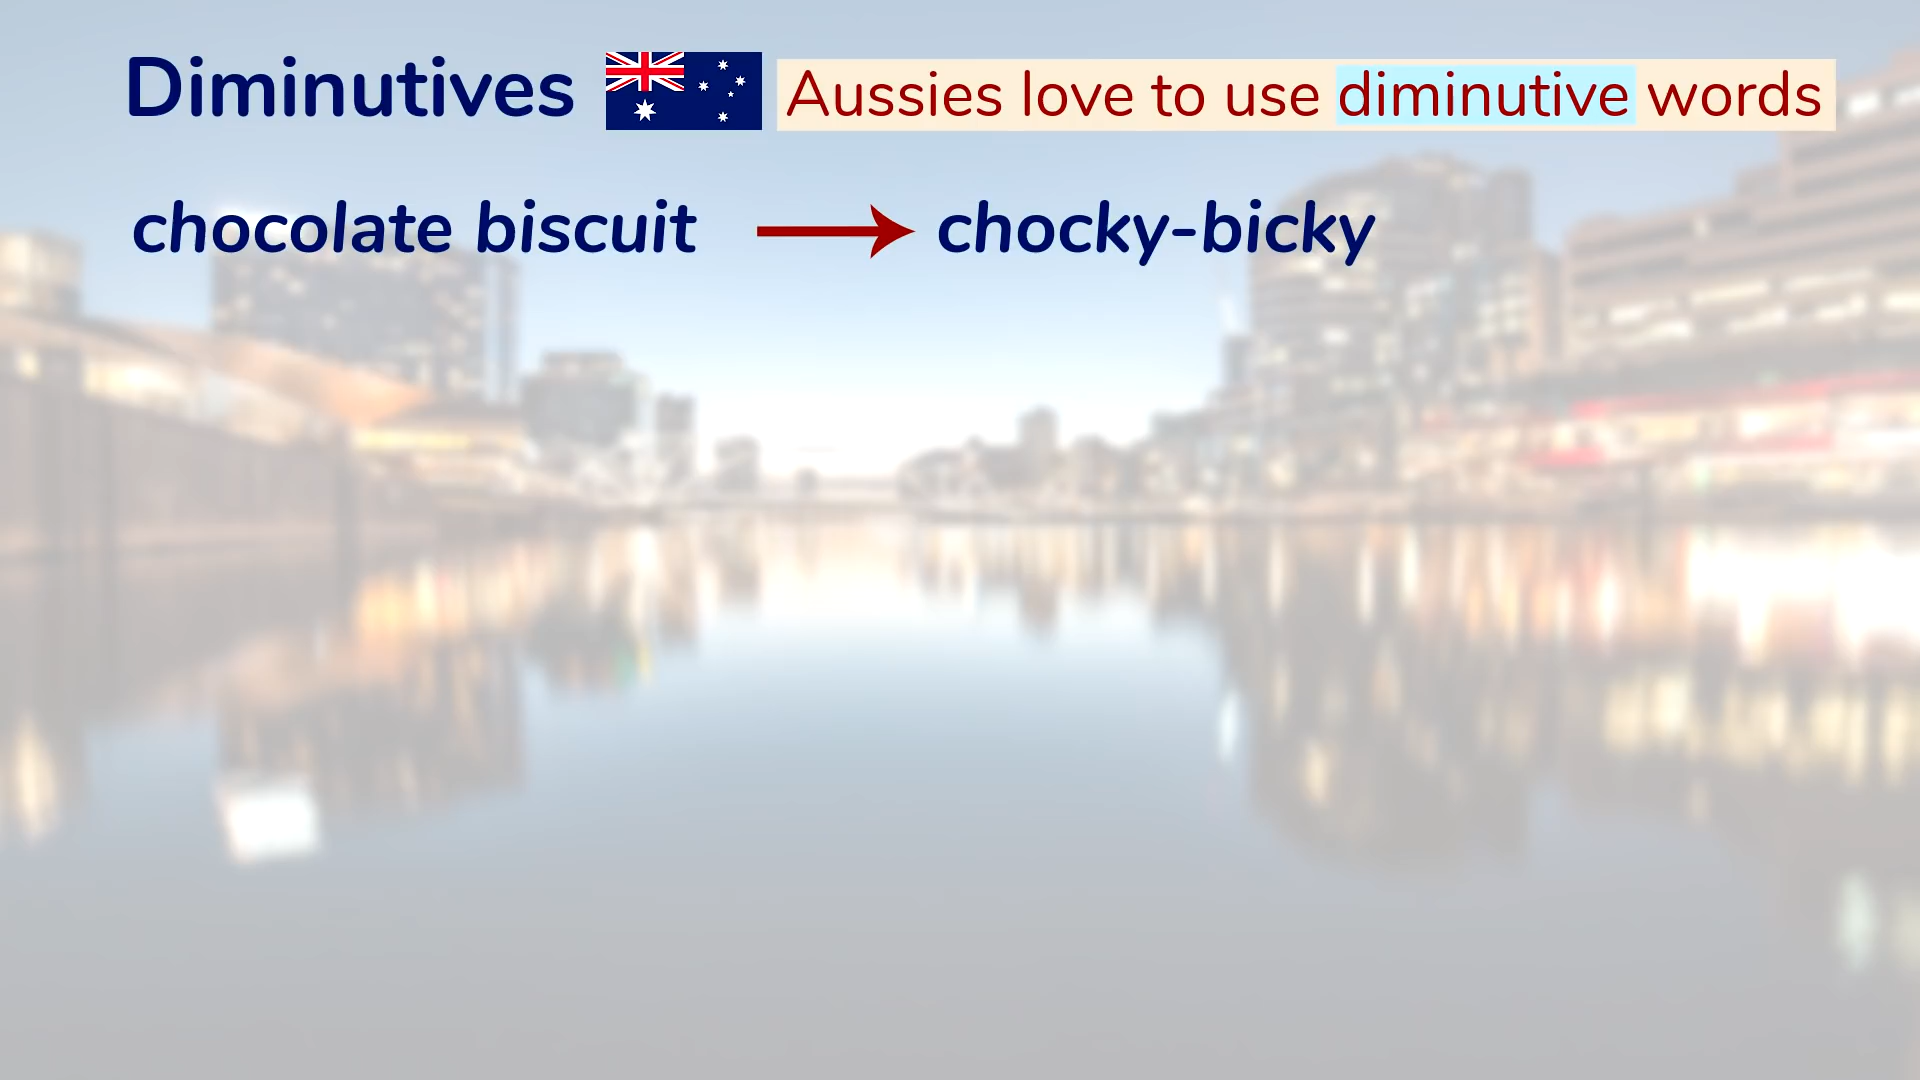 Diminutives Aussies love to use diminutive words
chocolate biscuit → chocky-bicky